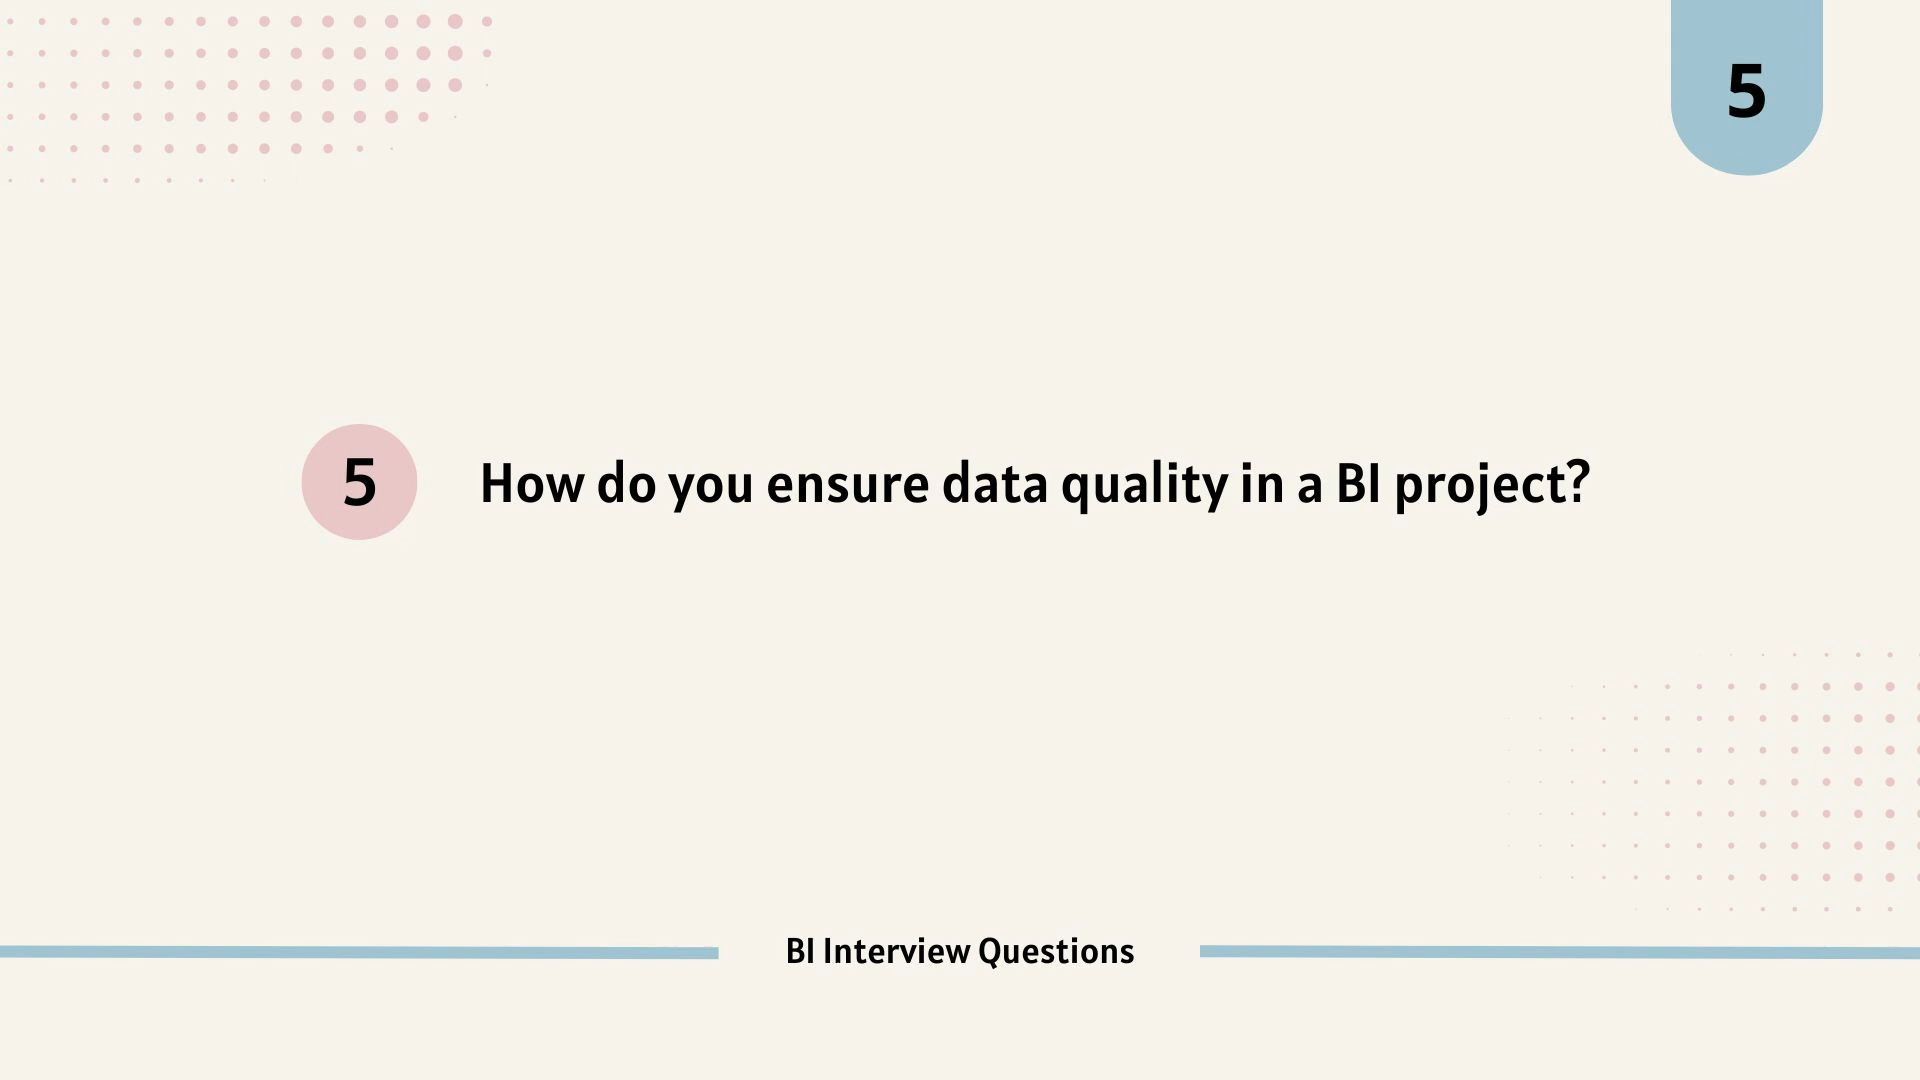 5
5
How do you ensure data quality in a BI project?
BI Interview Questions